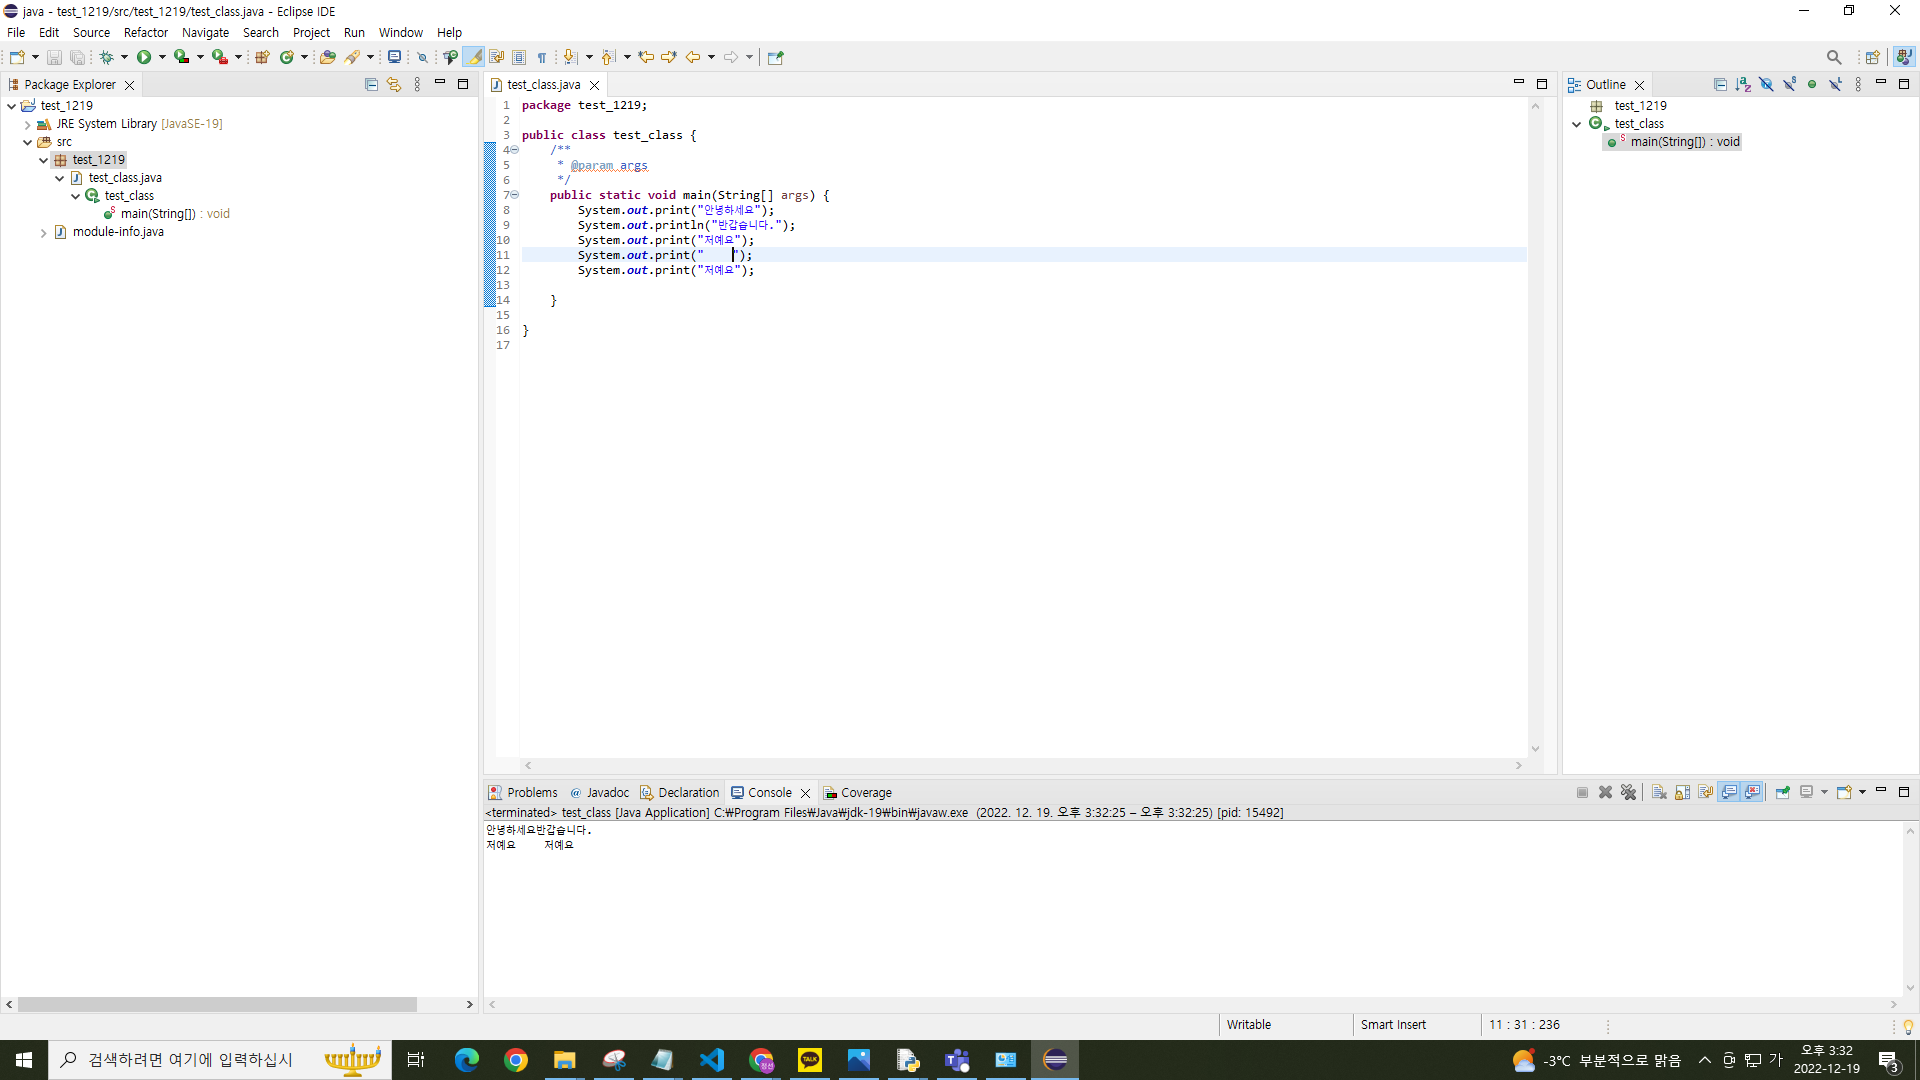 java - test_1219/src/test_1219/test_class.java - Eclipse IDE
File Edit Source Refactor Navigate Search Project Run Window Help
Package Explorer
test_1219
JRE System Library [JavaSE-19]
src
test_1219
test_class.java
test_class
main(String[]) : void
module-info.java
test_class.java
1 package test_1219;
2
3 public class test_class {
4 /**
5 * @param args
6 */
7 public static void main(String[] args) {
8 System.out.print("안녕하세요");
9 System.out.println("반갑습니다.");
10 System.out.print("저예요");
11 System.out.print("    ");
12 System.out.print("저예요");
13
14 }
15
16 }
17
Outline
test_1219
test_class
main(String[]) : void
Problems Javadoc Declaration Console Coverage
<terminated> test_class [Java Application] C:₩Program Files₩Java₩jdk-19₩bin₩javaw.exe (2022. 12. 19. 오후 3:32:25 – 오후 3:32:25) [pid: 15492]
안녕하세요반갑습니다.
저예요    저예요
Writable Smart Insert 11 : 31 : 236
검색하려면 여기에 입력하십시
TALK
정선
-3°C 부분적으로 맑음
가
오후 3:32
2022-12-19
3